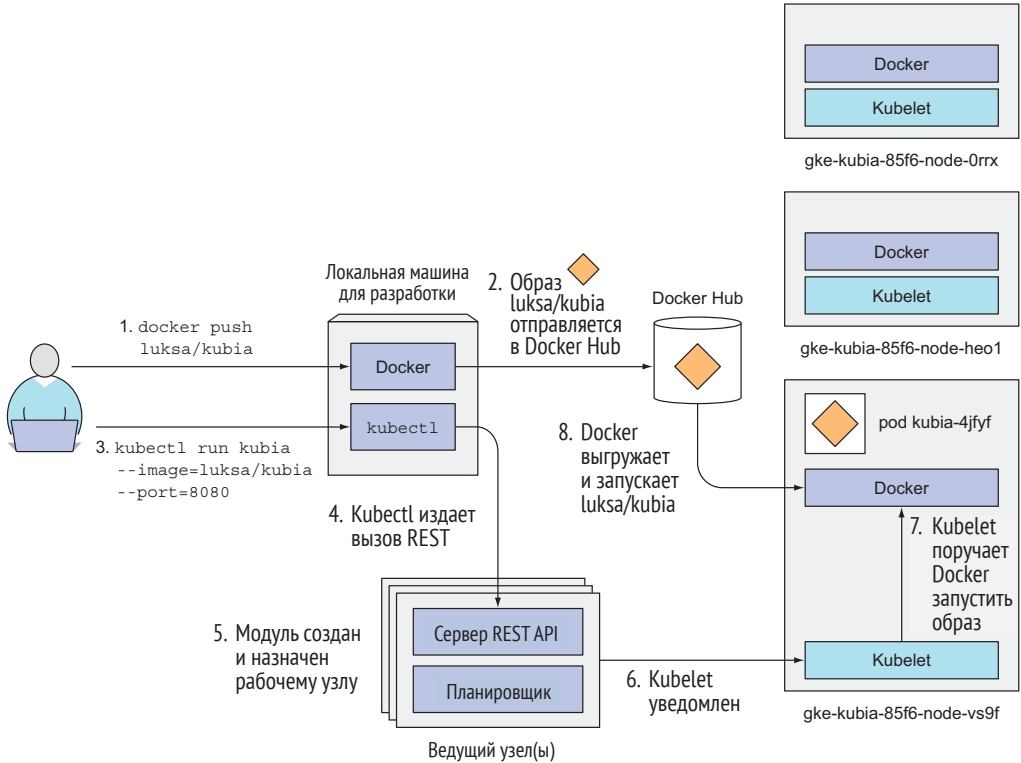 Docker
Kubelet
gke-kubia-85f6-node-0rrx
Docker
Kubelet
gke-kubia-85f6-node-heo1
Локальная машина
для разработки
2. Образ
luksa/kubia
отправляется
в Docker Hub
Docker Hub
1. docker push
luksa/kubia
Docker
kubectl
3. kubectl run kubia
--image=luksa/kubia
--port=8080
4. Kubectl издает
вызов REST
8. Docker
выгружает
и запускает
luksa/kubia
pod kubia-4jfyf
Docker
7. Kubelet
поручает
Docker
запустить
образ
Kubelet
gke-kubia-85f6-node-vs9f
5. Модуль создан
и назначен
рабочему узлу
Сервер REST API
Планировщик
6. Kubelet
уведомлен
Ведущий узел(ы)